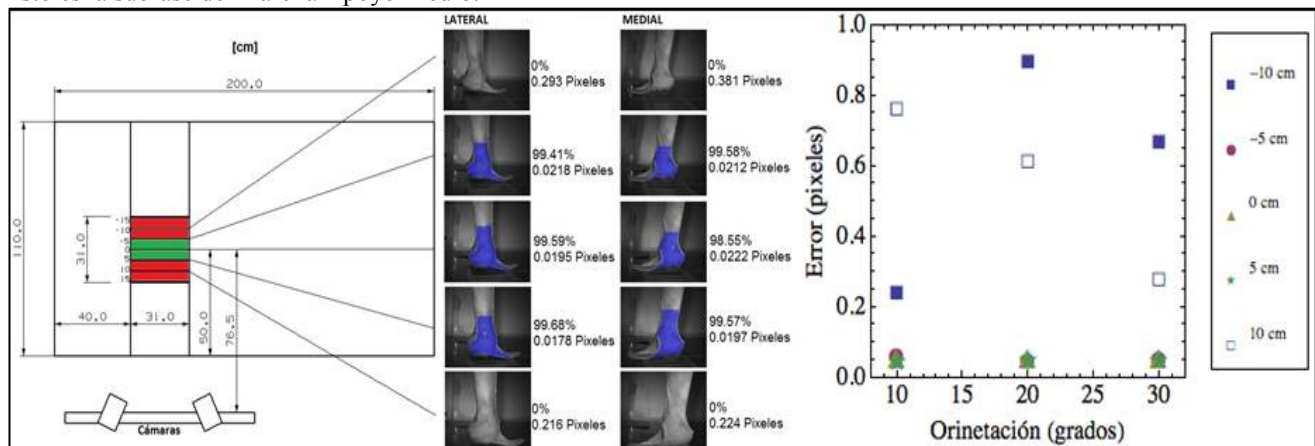 [cm]
200.0
110.0
31.0
-15
-10
-5
0
5
10
15
40.0
31.0
50.0
76.5
Cámaras
LATERAL
0%
0.293 Pixeles
99.41%
0.0218 Pixeles
99.59%
0.0195 Pixeles
99.68%
0.0178 Pixeles
0%
0.216 Pixeles
MEDIAL
0%
0.381 Pixeles
99.58%
0.0212 Pixeles
98.55%
0.0222 Pixeles
99.57%
0.0197 Pixeles
0%
0.224 Pixeles
Error (pixeles)
1.0
0.8
0.6
0.4
0.2
0.0
10
15
20
25
30
Orinetación (grados)
−10 cm
−5 cm
0 cm
5 cm
10 cm